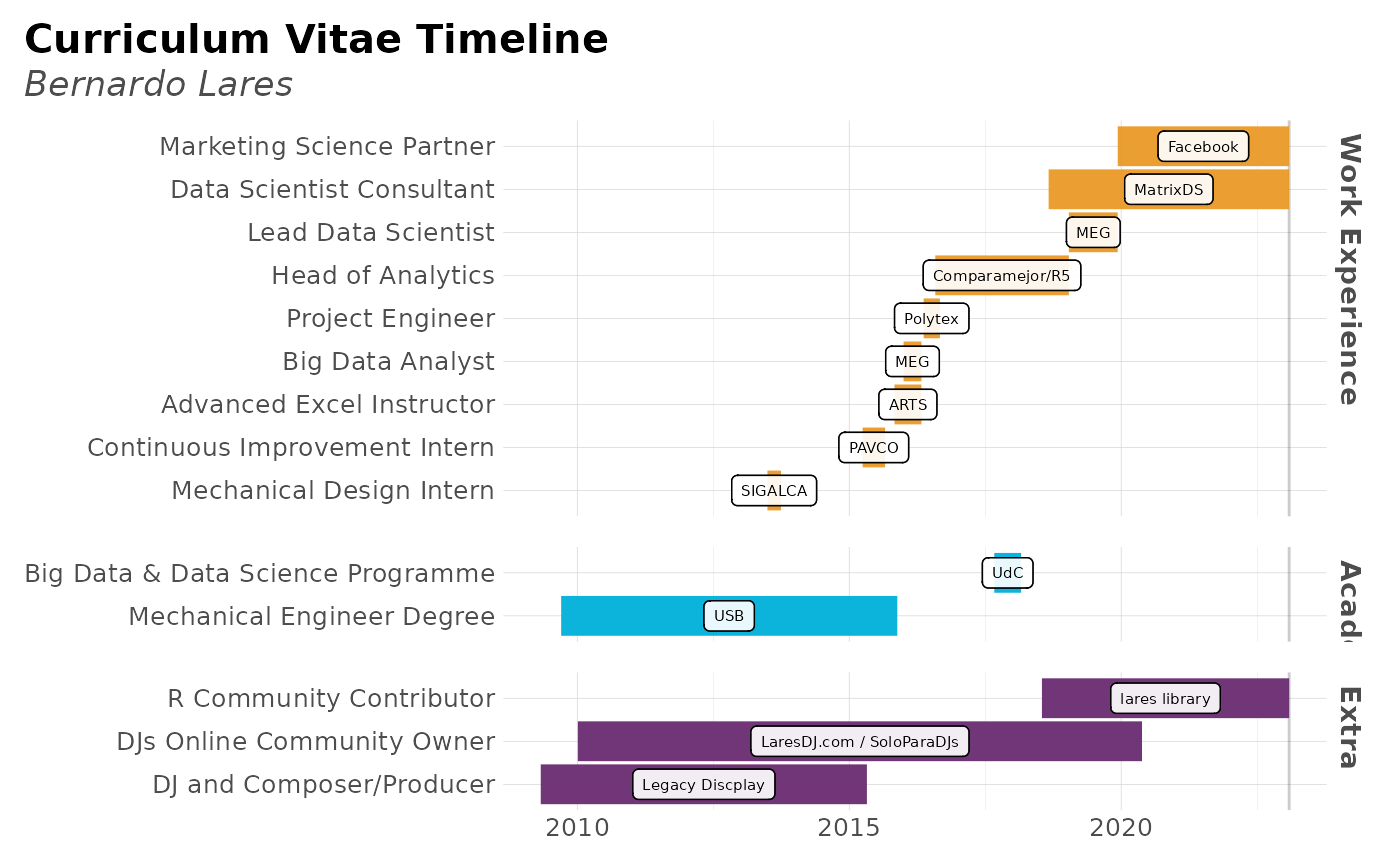 Curriculum Vitae Timeline
Bernardo Lares
Marketing Science Partner
Facebook
Data Scientist Consultant
MatrixDS
Lead Data Scientist
MEG
Head of Analytics
Comparamejor/R5
Project Engineer
Polytex
Big Data Analyst
MEG
Advanced Excel Instructor
ARTS
Continuous Improvement Intern
PAVCO
Mechanical Design Intern
SIGALCA
Work Experience
Big Data & Data Science Programme
UdC
Mechanical Engineer Degree
USB
R Community Contributor
lares library
DJs Online Community Owner
LaresDJ.com / SoloParaDJs
DJ and Composer/Producer
Legacy Discplay
Extra
2010 2015 2020